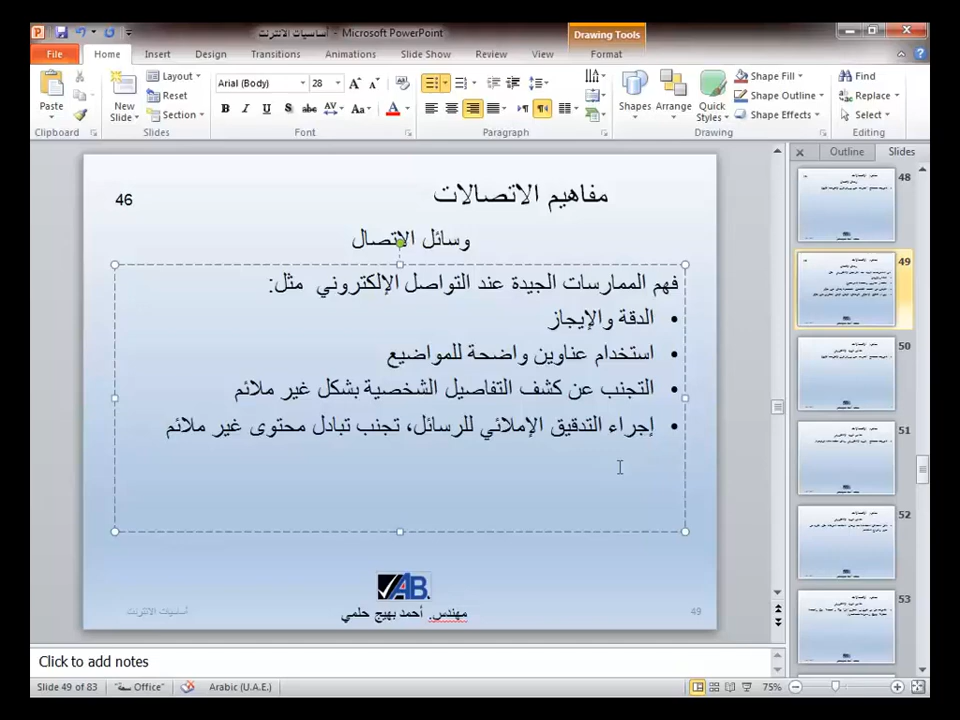 أساسيات الانترنت - Microsoft PowerPoint
Drawing Tools
File Home Insert Design Transitions Animations Slide Show Review View Format
Paste
New Slide
Layout
Reset
Section
Arial (Body) 28
Shapes
Arrange
Quick Styles
Shape Fill
Shape Outline
Shape Effects
Find
Replace
Select
Clipboard Slides Font Paragraph Drawing Editing
46
مفاهيم الاتصالات
وسائل الاتصال
فهم الممارسات الجيدة عند التواصل الإلكتروني مثل:
• الدقة والإيجاز
• استخدام عناوين واضحة للمواضيع
• التجنب عن كشف التفاصيل الشخصية بشكل غير ملائم
• إجراء التدقيق الإملائي للرسائل، تجنب تبادل محتوى غير ملائم
AB
مهندس. أحمد بهيج حلمي
أساسيات الانترنت
49
Outline Slides
48
49
50
51
52
53
Click to add notes
Slide 49 of 83
Office
Arabic (U.A.E.)
75%